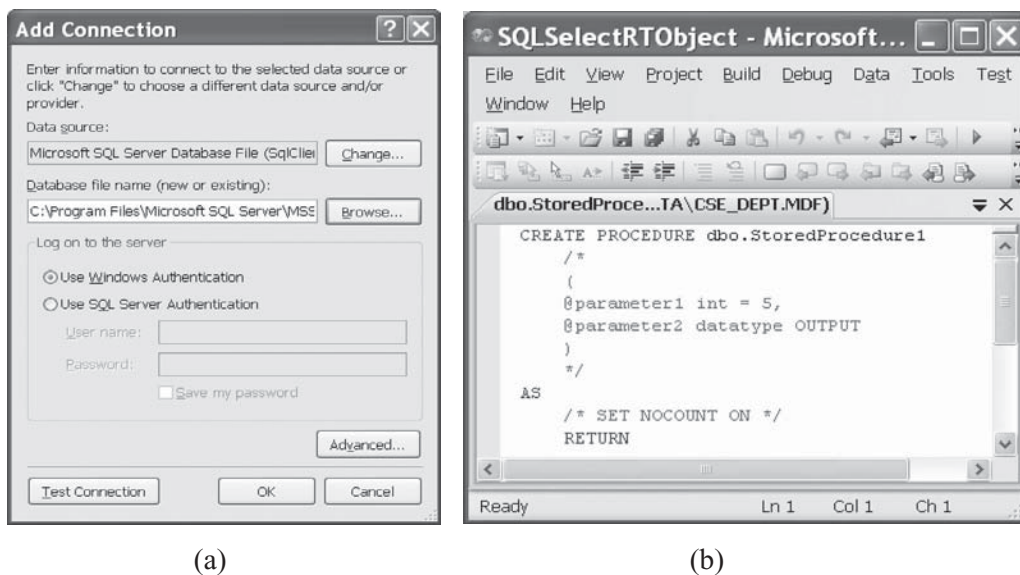 Add Connection
Enter information to connect to the selected data source or
click "Change" to choose a different data source and/or
provider.
Data source:
Microsoft SQL Server Database File (SqlClie
Change...
Database file name (new or existing):
C:\Program Files\Microsoft SQL Server\MSS
Browse...
Log on to the server
Use Windows Authentication
Use SQL Server Authentication
User name:
Password:
Save my password
Advanced...
Test Connection
OK
Cancel
(a)
SQLSelectRTObject - Microsoft...
File Edit View Project Build Debug Data Tools Test
Window Help
dbo.StoredProce...TA\CSE_DEPT.MDF)
CREATE PROCEDURE dbo.StoredProcedure1
/*
(
@parameter1 int = 5,
@parameter2 datatype OUTPUT
)
*/
AS
/* SET NOCOUNT ON */
RETURN
Ready Ln 1 Col 1 Ch 1
(b)